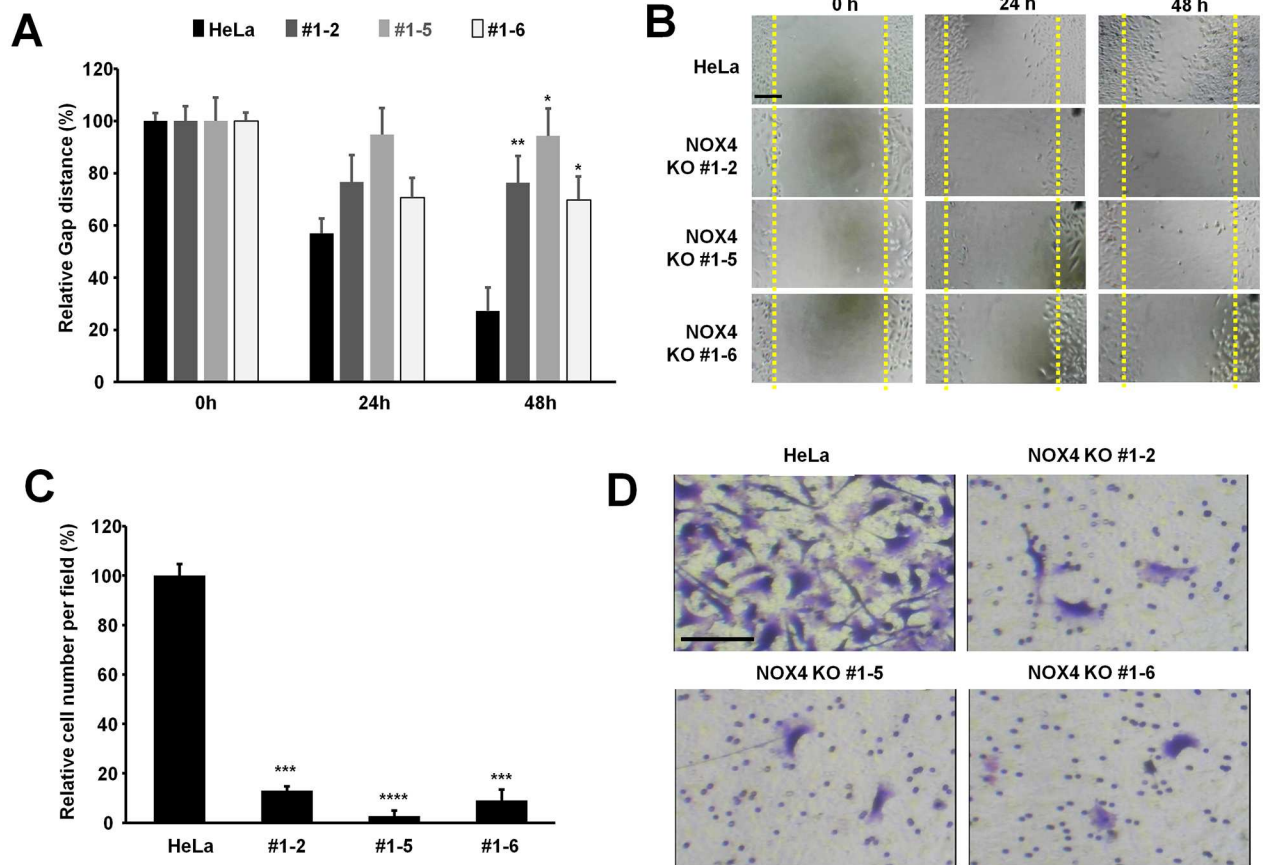 A
HeLa #1-2 #1-5 #1-6
Relative Gap distance (%)
120
100
80
60
40
20
0
**
*
*
0h 24h 48h
B
0 h 24 h 48 h
HeLa
NOX4
KO #1-2
NOX4
KO #1-5
NOX4
KO #1-6
C
Relative cell number per field (%)
120
100
80
60
40
20
0
***
****
***
HeLa #1-2 #1-5 #1-6
D
HeLa NOX4 KO #1-2
NOX4 KO #1-5 NOX4 KO #1-6